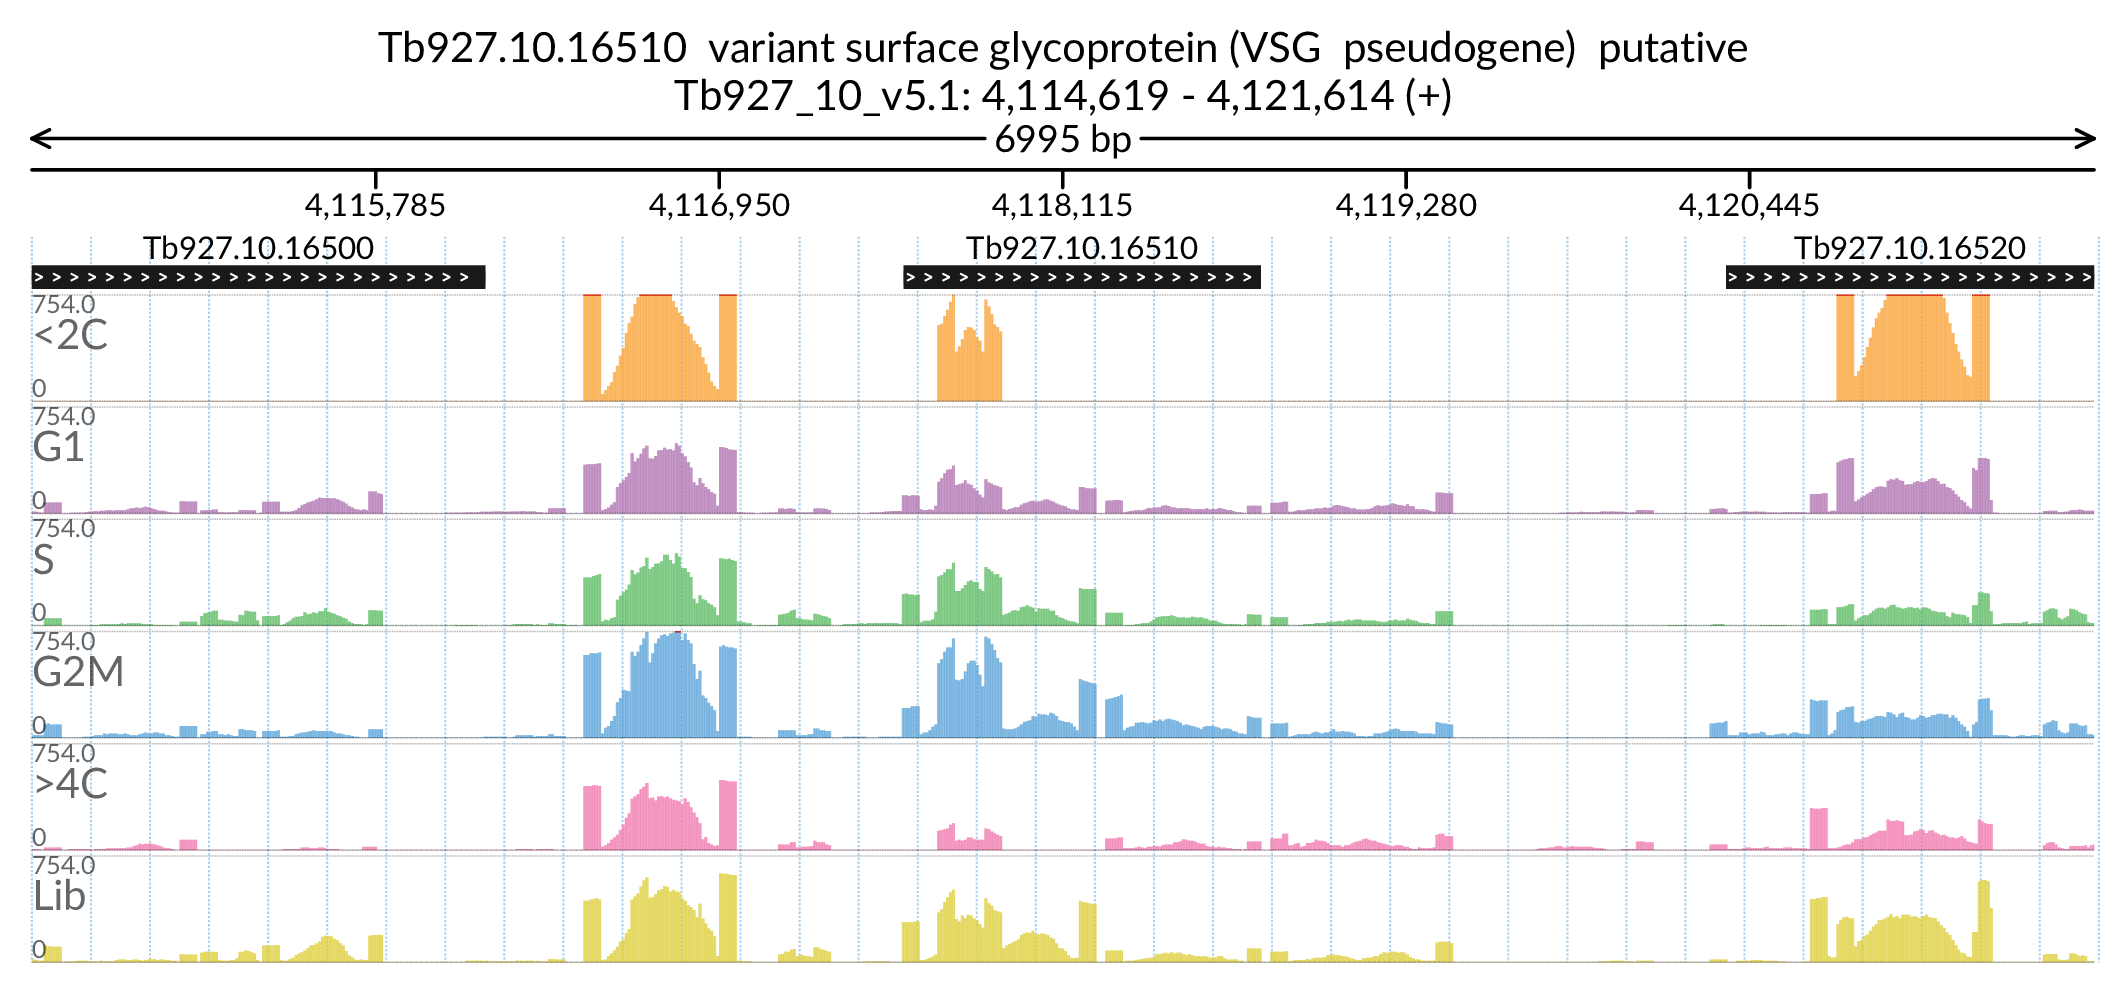 Tb927.10.16510  variant surface glycoprotein (VSG  pseudogene)  putative
Tb927_10_v5.1: 4,114,619 - 4,121,614 (+)
6995 bp
4,115,785 4,116,950 4,118,115 4,119,280 4,120,445
Tb927.10.16500 Tb927.10.16510 Tb927.10.16520
754.0
<2C
0
754.0
G1
0
754.0
S
0
754.0
G2M
0
754.0
>4C
0
754.0
Lib
0